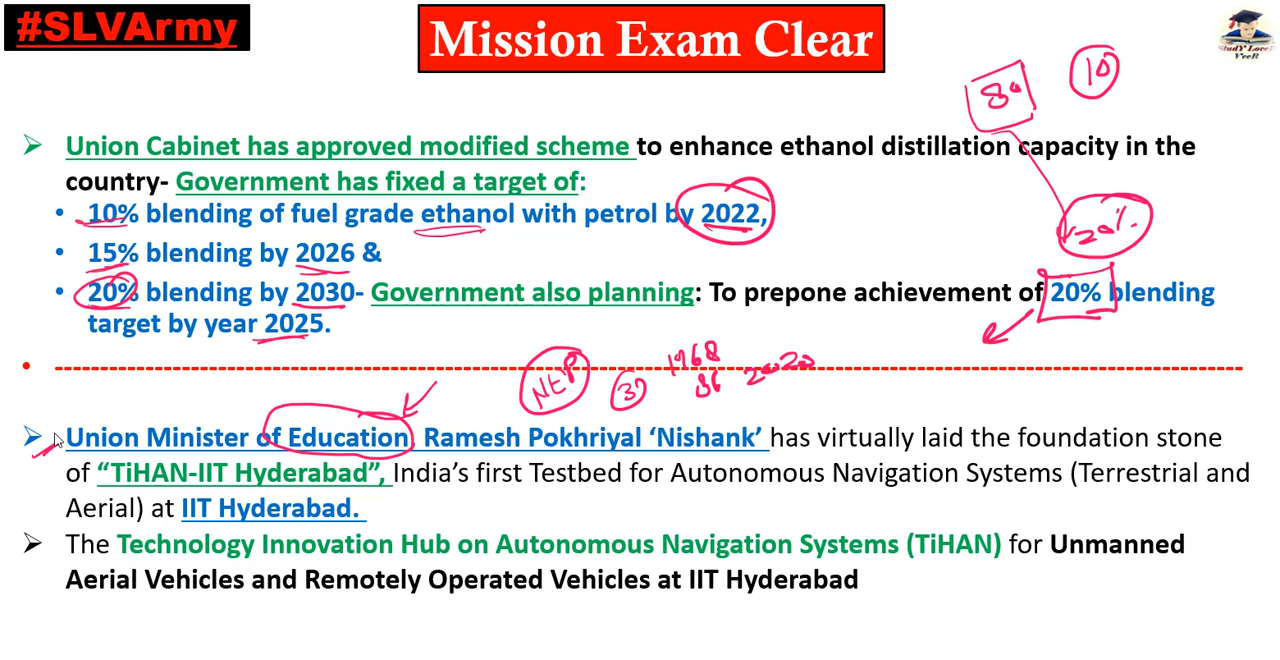 #SLVArmy
Mission Exam Clear
StudY LoveR
VeeR
80
10
➢ Union Cabinet has approved modified scheme to enhance ethanol distillation capacity in the
country- Government has fixed a target of:
• 10% blending of fuel grade ethanol with petrol by 2022,
20%
• 15% blending by 2026 &
• 20% blending by 2030- Government also planning: To prepone achievement of 20% blending
target by year 2025.
NEP
1968
86
2020
➢ Union Minister of Education, Ramesh Pokhriyal ‘Nishank’ has virtually laid the foundation stone
of “TiHAN-IIT Hyderabad”, India’s first Testbed for Autonomous Navigation Systems (Terrestrial and
Aerial) at IIT Hyderabad.
➢ The Technology Innovation Hub on Autonomous Navigation Systems (TiHAN) for Unmanned
Aerial Vehicles and Remotely Operated Vehicles at IIT Hyderabad